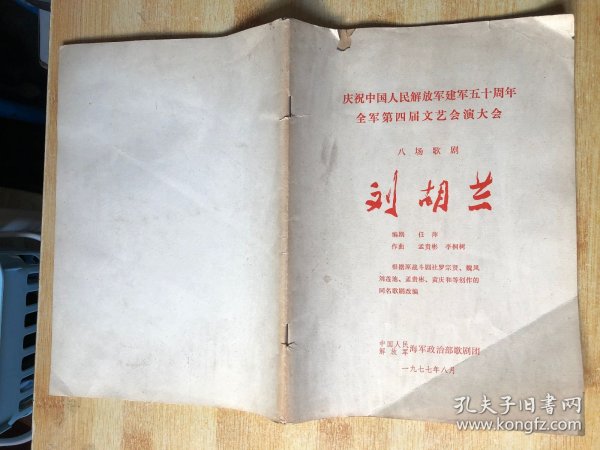 庆祝中国人民解放军建军五十周年
全军第四届文艺会演大会
八场歌剧
刘胡兰
编剧 任萍
作曲 孟贵彬 李桐树
根据原战斗剧社罗宗贤、魏风
刘莲池、孟贵彬、黄庆和等创作的
同名歌剧改编
中国人民
解放军 海军政治部歌剧团
一九七七年八月
孔夫子旧书网
www.kongfz.com